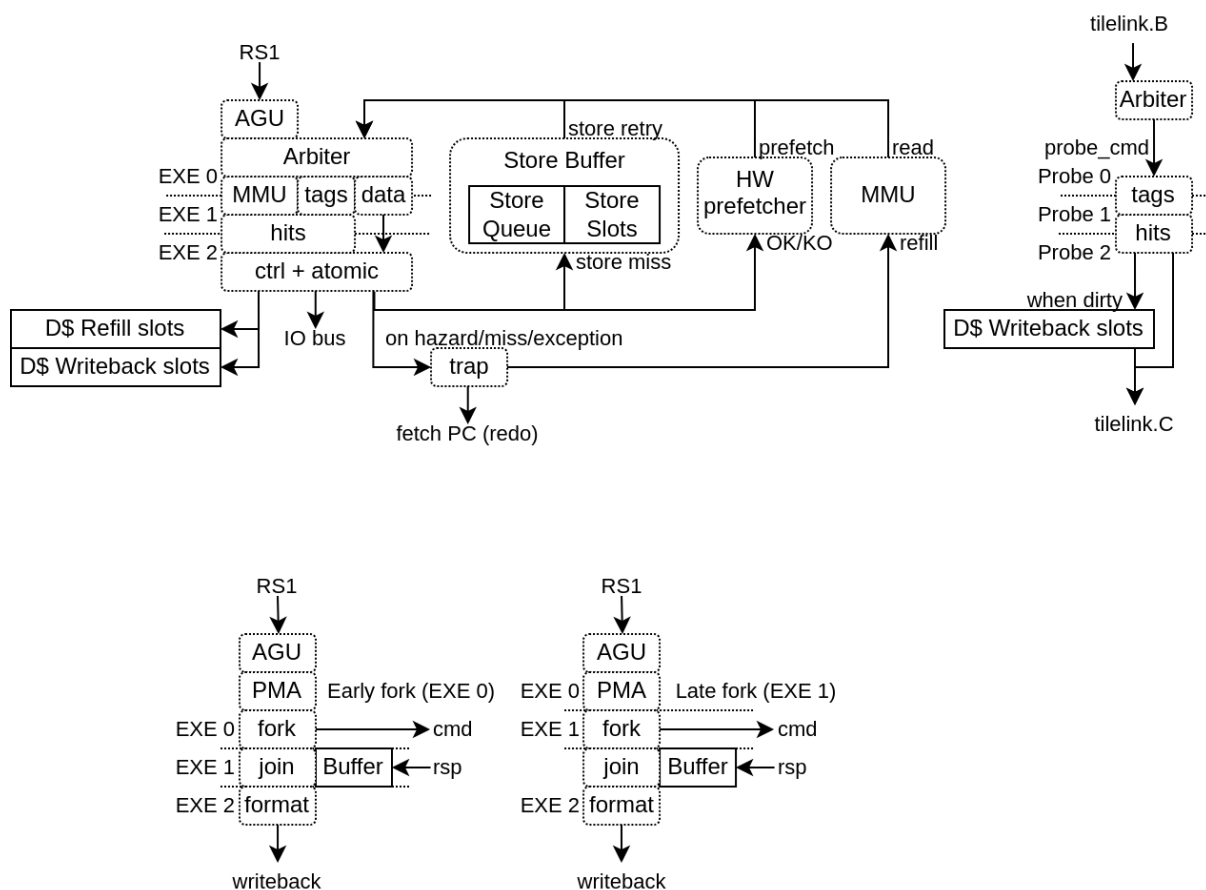 tilelink.B
RS1
AGU
Arbiter
Arbiter
store retry
prefetch
read
probe_cmd
Store Buffer
HW
prefetcher
MMU
EXE 0
MMU
tags
data
Store
Queue
Store
Slots
Probe 0
tags
EXE 1
hits
Probe 1
hits
EXE 2
ctrl + atomic
store miss
OK/KO
refill
Probe 2
when dirty
D$ Refill slots
IO bus
on hazard/miss/exception
D$ Writeback slots
D$ Writeback slots
trap
fetch PC (redo)
tilelink.C
RS1
AGU
PMA
Early fork (EXE 0)
EXE 0
fork
cmd
EXE 1
join
Buffer
rsp
EXE 2
format
writeback
RS1
AGU
EXE 0
PMA
Late fork (EXE 1)
EXE 1
fork
cmd
join
Buffer
rsp
EXE 2
format
writeback